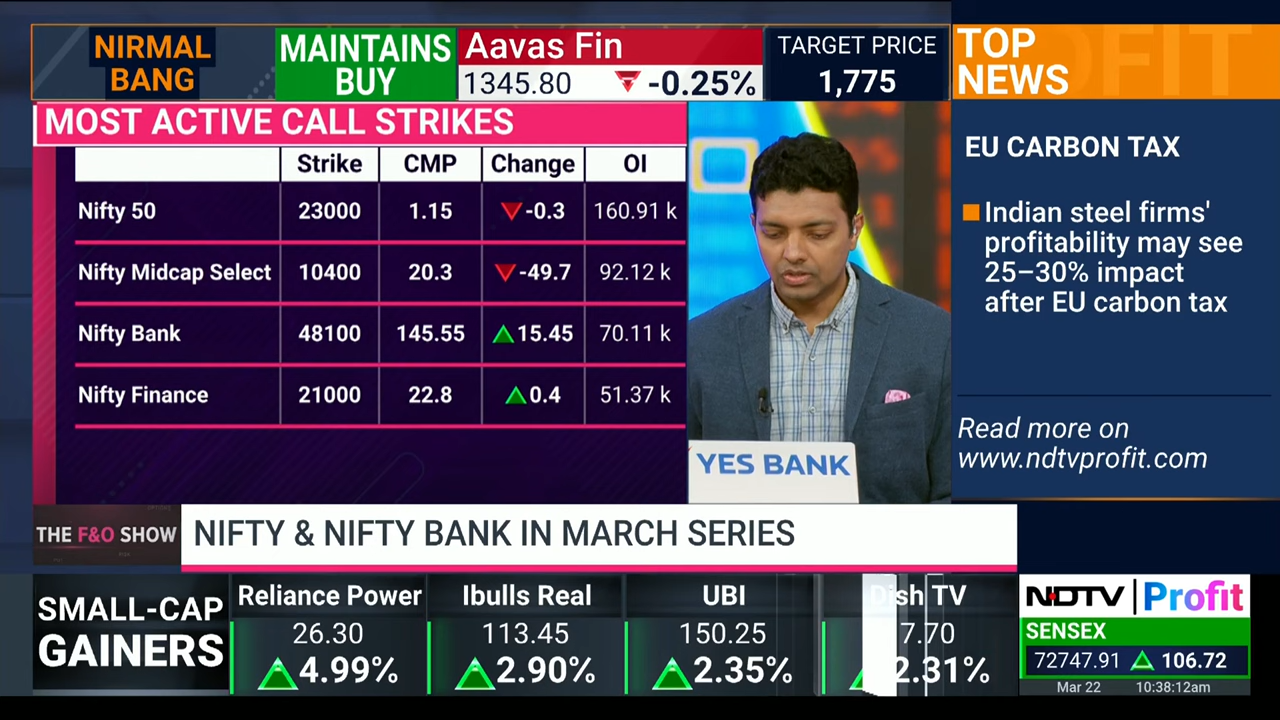 NIRMAL
BANG
MAINTAINS
BUY
Aavas Fin
1345.80 -0.25%
TARGET PRICE
1,775
TOP
NEWS
MOST ACTIVE CALL STRIKES
Strike CMP Change OI
Nifty 50 23000 1.15 -0.3 160.91 k
Nifty Midcap Select 10400 20.3 -49.7 92.12 k
Nifty Bank 48100 145.55 15.45 70.11 k
Nifty Finance 21000 22.8 0.4 51.37 k
YES BANK
EU CARBON TAX
Indian steel firms'
profitability may see
25–30% impact
after EU carbon tax
Read more on
www.ndtvprofit.com
THE F&O SHOW
NIFTY & NIFTY BANK IN MARCH SERIES
SMALL-CAP
GAINERS
Reliance Power
26.30
4.99%
Ibulls Real
113.45
2.90%
UBI
150.25
2.35%
Dish TV
7.70
2.31%
NDTV Profit
SENSEX
72747.91 106.72
Mar 22 10:38:12am